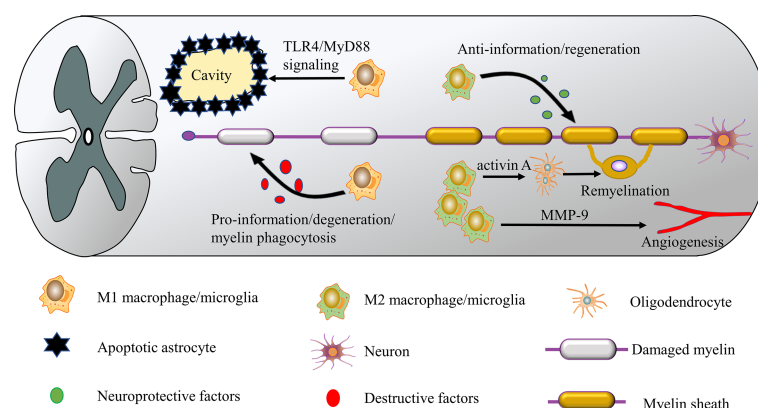 TLR4/MyD88
signaling
Cavity
Anti-information/regeneration
activin A
Remyelination
Pro-information/degeneration/
myelin phagocytosis
MMP-9
Angiogenesis
M1 macrophage/microglia
M2 macrophage/microglia
Oligodendrocyte
Apoptotic astrocyte
Neuron
Damaged myelin
Neuroprotective factors
Destructive factors
Myelin sheath